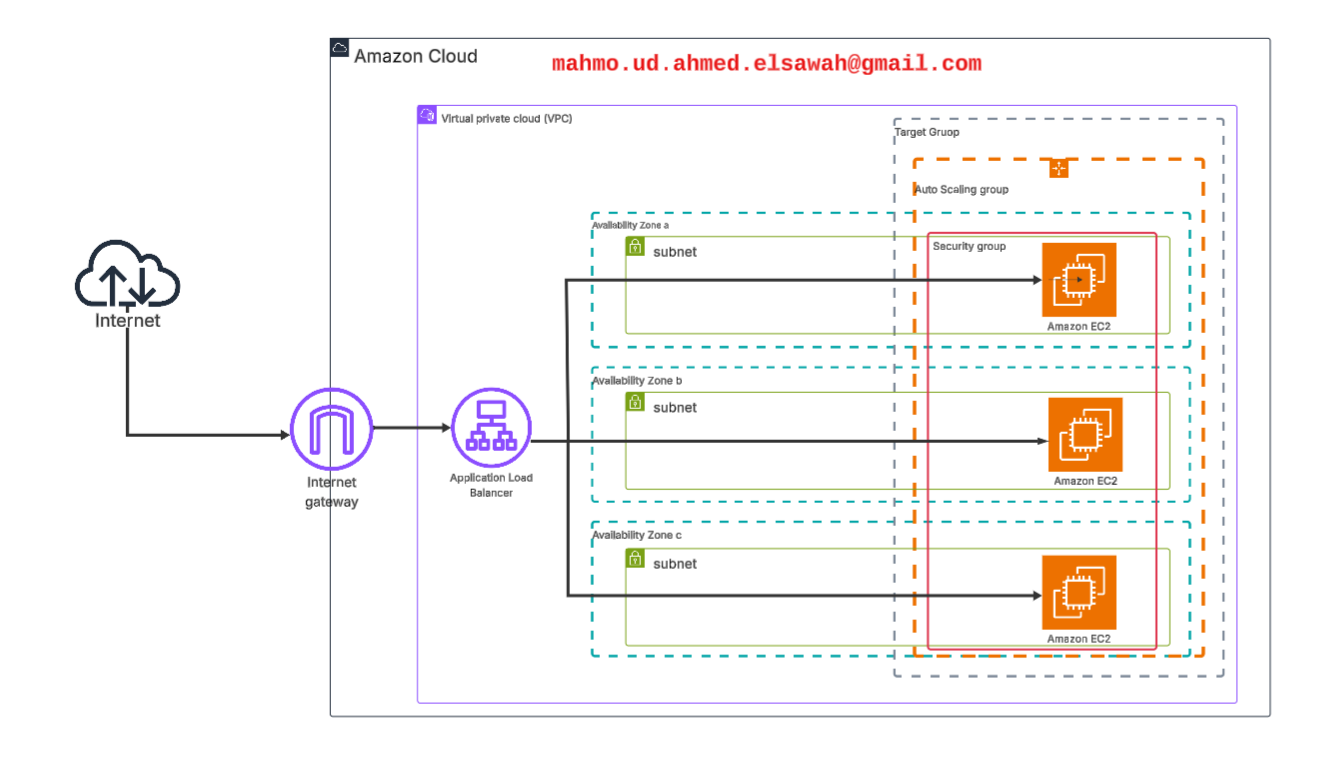 Amazon Cloud
mahmo.ud.ahmed.elsawah@gmail.com
Virtual private cloud (VPC)
Target Gruop
Auto Scaling group
Availability Zone a
subnet
Security group
Amazon EC2
Internet
Availability Zone b
subnet
Amazon EC2
Internet
gateway
Application Load
Balancer
Availability Zone c
subnet
Amazon EC2